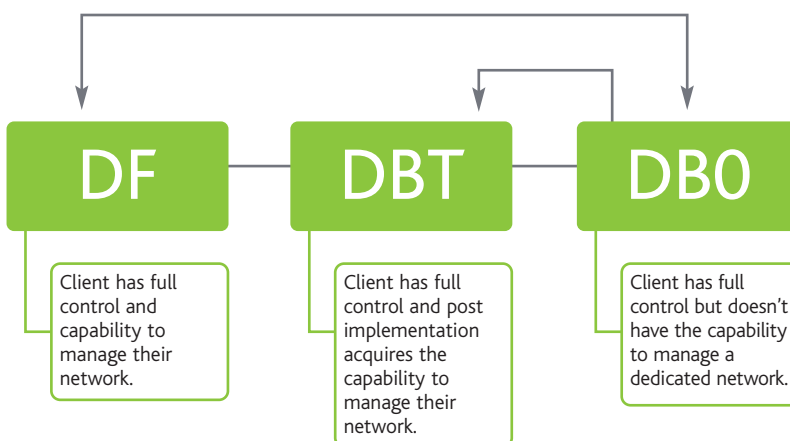 DF
DBT
DB0
Client has full
control and
capability to
manage their
network.
Client has full
control and post
implementation
acquires the
capability to
manage their
network.
Client has full
control but doesn't
have the capability
to manage a
dedicated network.